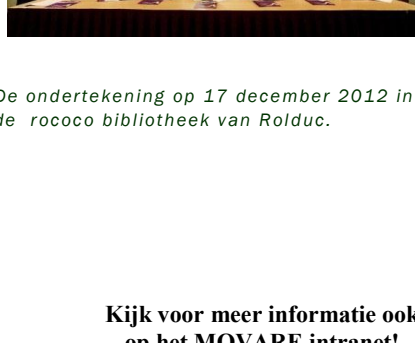 De ondertekening op 17 december 2012 in
de rococo bibliotheek van Rolduc.
Kijk voor meer informatie ook
op het MOVARE intranet!